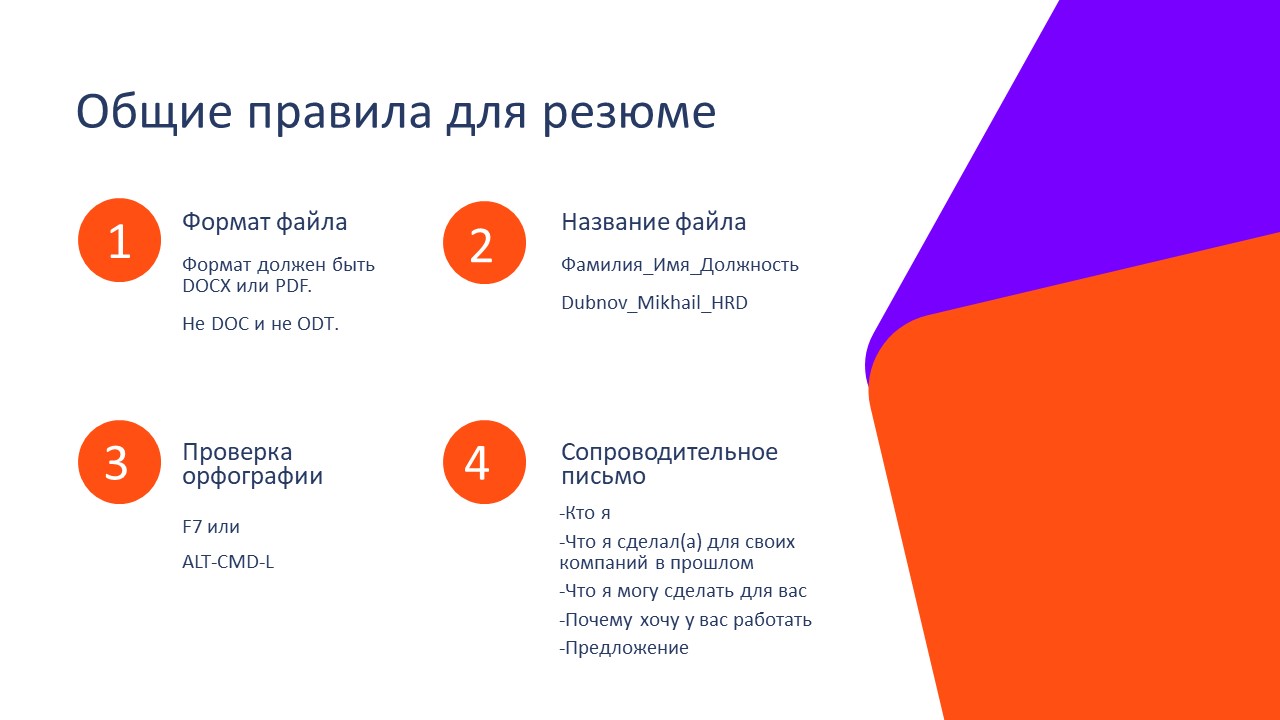 Общие правила для резюме
1
Формат файла
Формат должен быть
DOCX или PDF.
Не DOC и не ODT.
2
Название файла
Фамилия_Имя_Должность
Dubnov_Mikhail_HRD
3
Проверка
орфографии
F7 или
ALT-CMD-L
4
Сопроводительное
письмо
-Кто я
-Что я сделал(а) для своих
компаний в прошлом
-Что я могу сделать для вас
-Почему хочу у вас работать
-Предложение